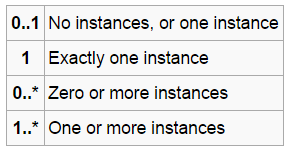 0..1 No instances, or one instance
1 Exactly one instance
0..* Zero or more instances
1..* One or more instances